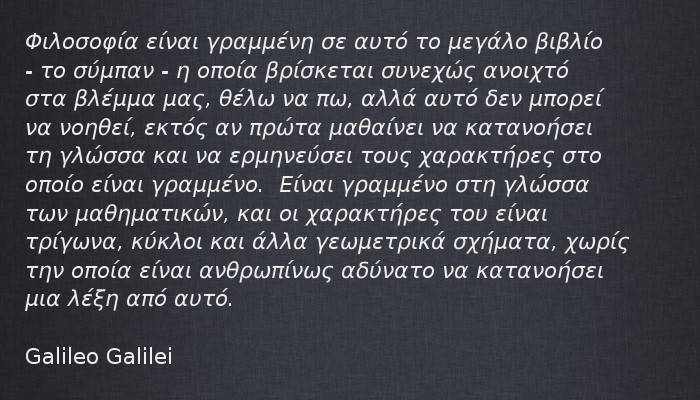 Φιλοσοφία είναι γραμμένη σε αυτό το μεγάλο βιβλίο
- το σύμπαν - η οποία βρίσκεται συνεχώς ανοιχτό
στα βλέμμα μας, θέλω να πω, αλλά αυτό δεν μπορεί
να νοηθεί, εκτός αν πρώτα μαθαίνει να κατανοήσει
τη γλώσσα και να ερμηνεύσει τους χαρακτήρες στο
οποίο είναι γραμμένο.  Είναι γραμμένο στη γλώσσα
των μαθηματικών, και οι χαρακτήρες του είναι
τρίγωνα, κύκλοι και άλλα γεωμετρικά σχήματα, χωρίς
την οποία είναι ανθρωπίνως αδύνατο να κατανοήσει
μια λέξη από αυτό.
Galileo Galilei